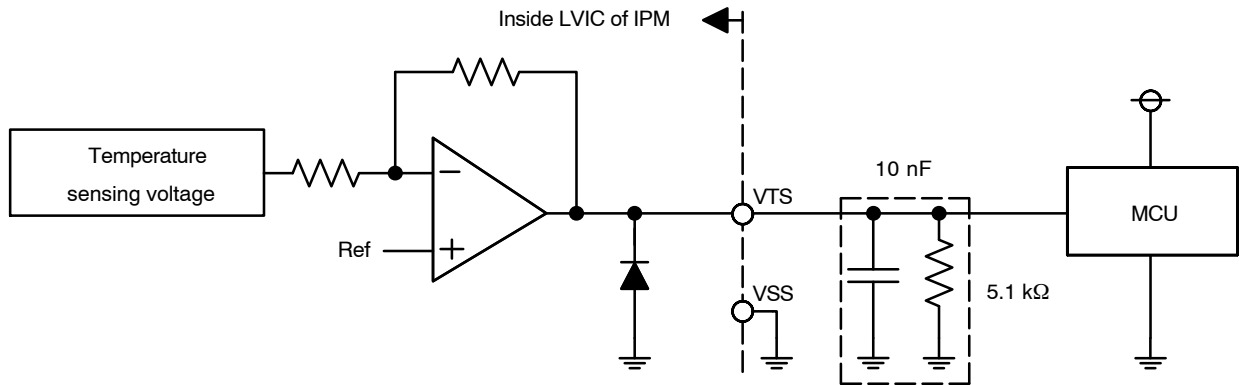 Inside LVIC of IPM
Temperature
sensing voltage
−
+
Ref
VTS
VSS
10 nF
5.1 kΩ
MCU